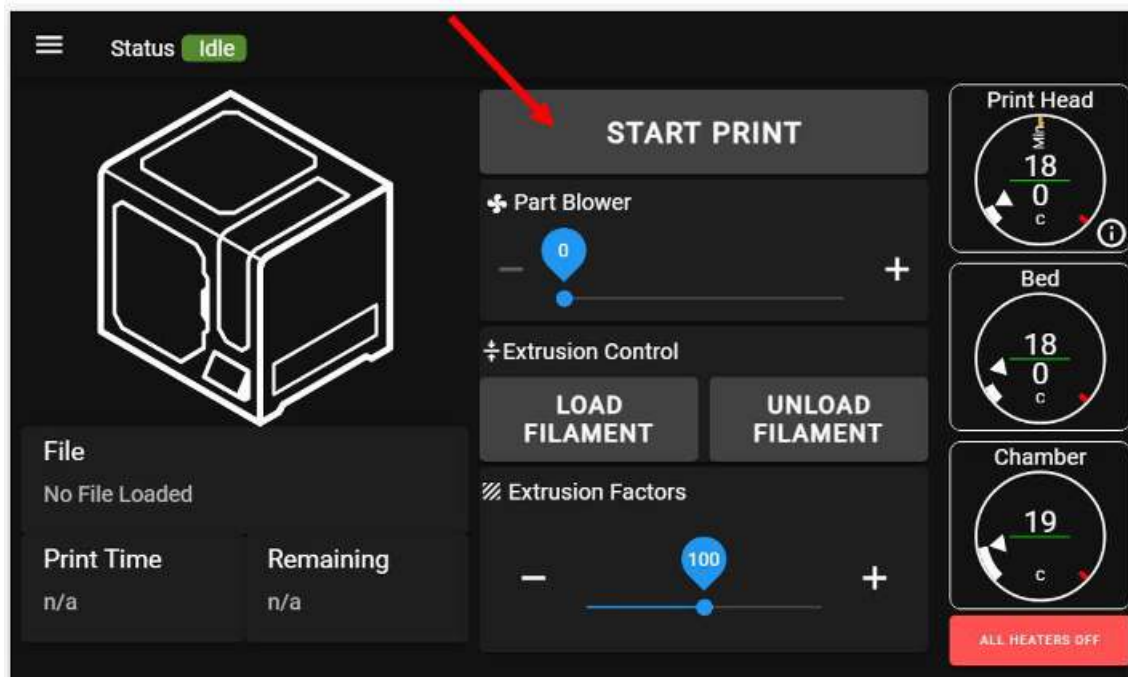 Status Idle
START PRINT
Part Blower
0
Extrusion Control
LOAD
FILAMENT
UNLOAD
FILAMENT
Extrusion Factors
100
File
No File Loaded
Print Time
n/a
Remaining
n/a
Print Head
Min
18
0
C
Bed
18
0
C
Chamber
19
C
ALL HEATERS OFF